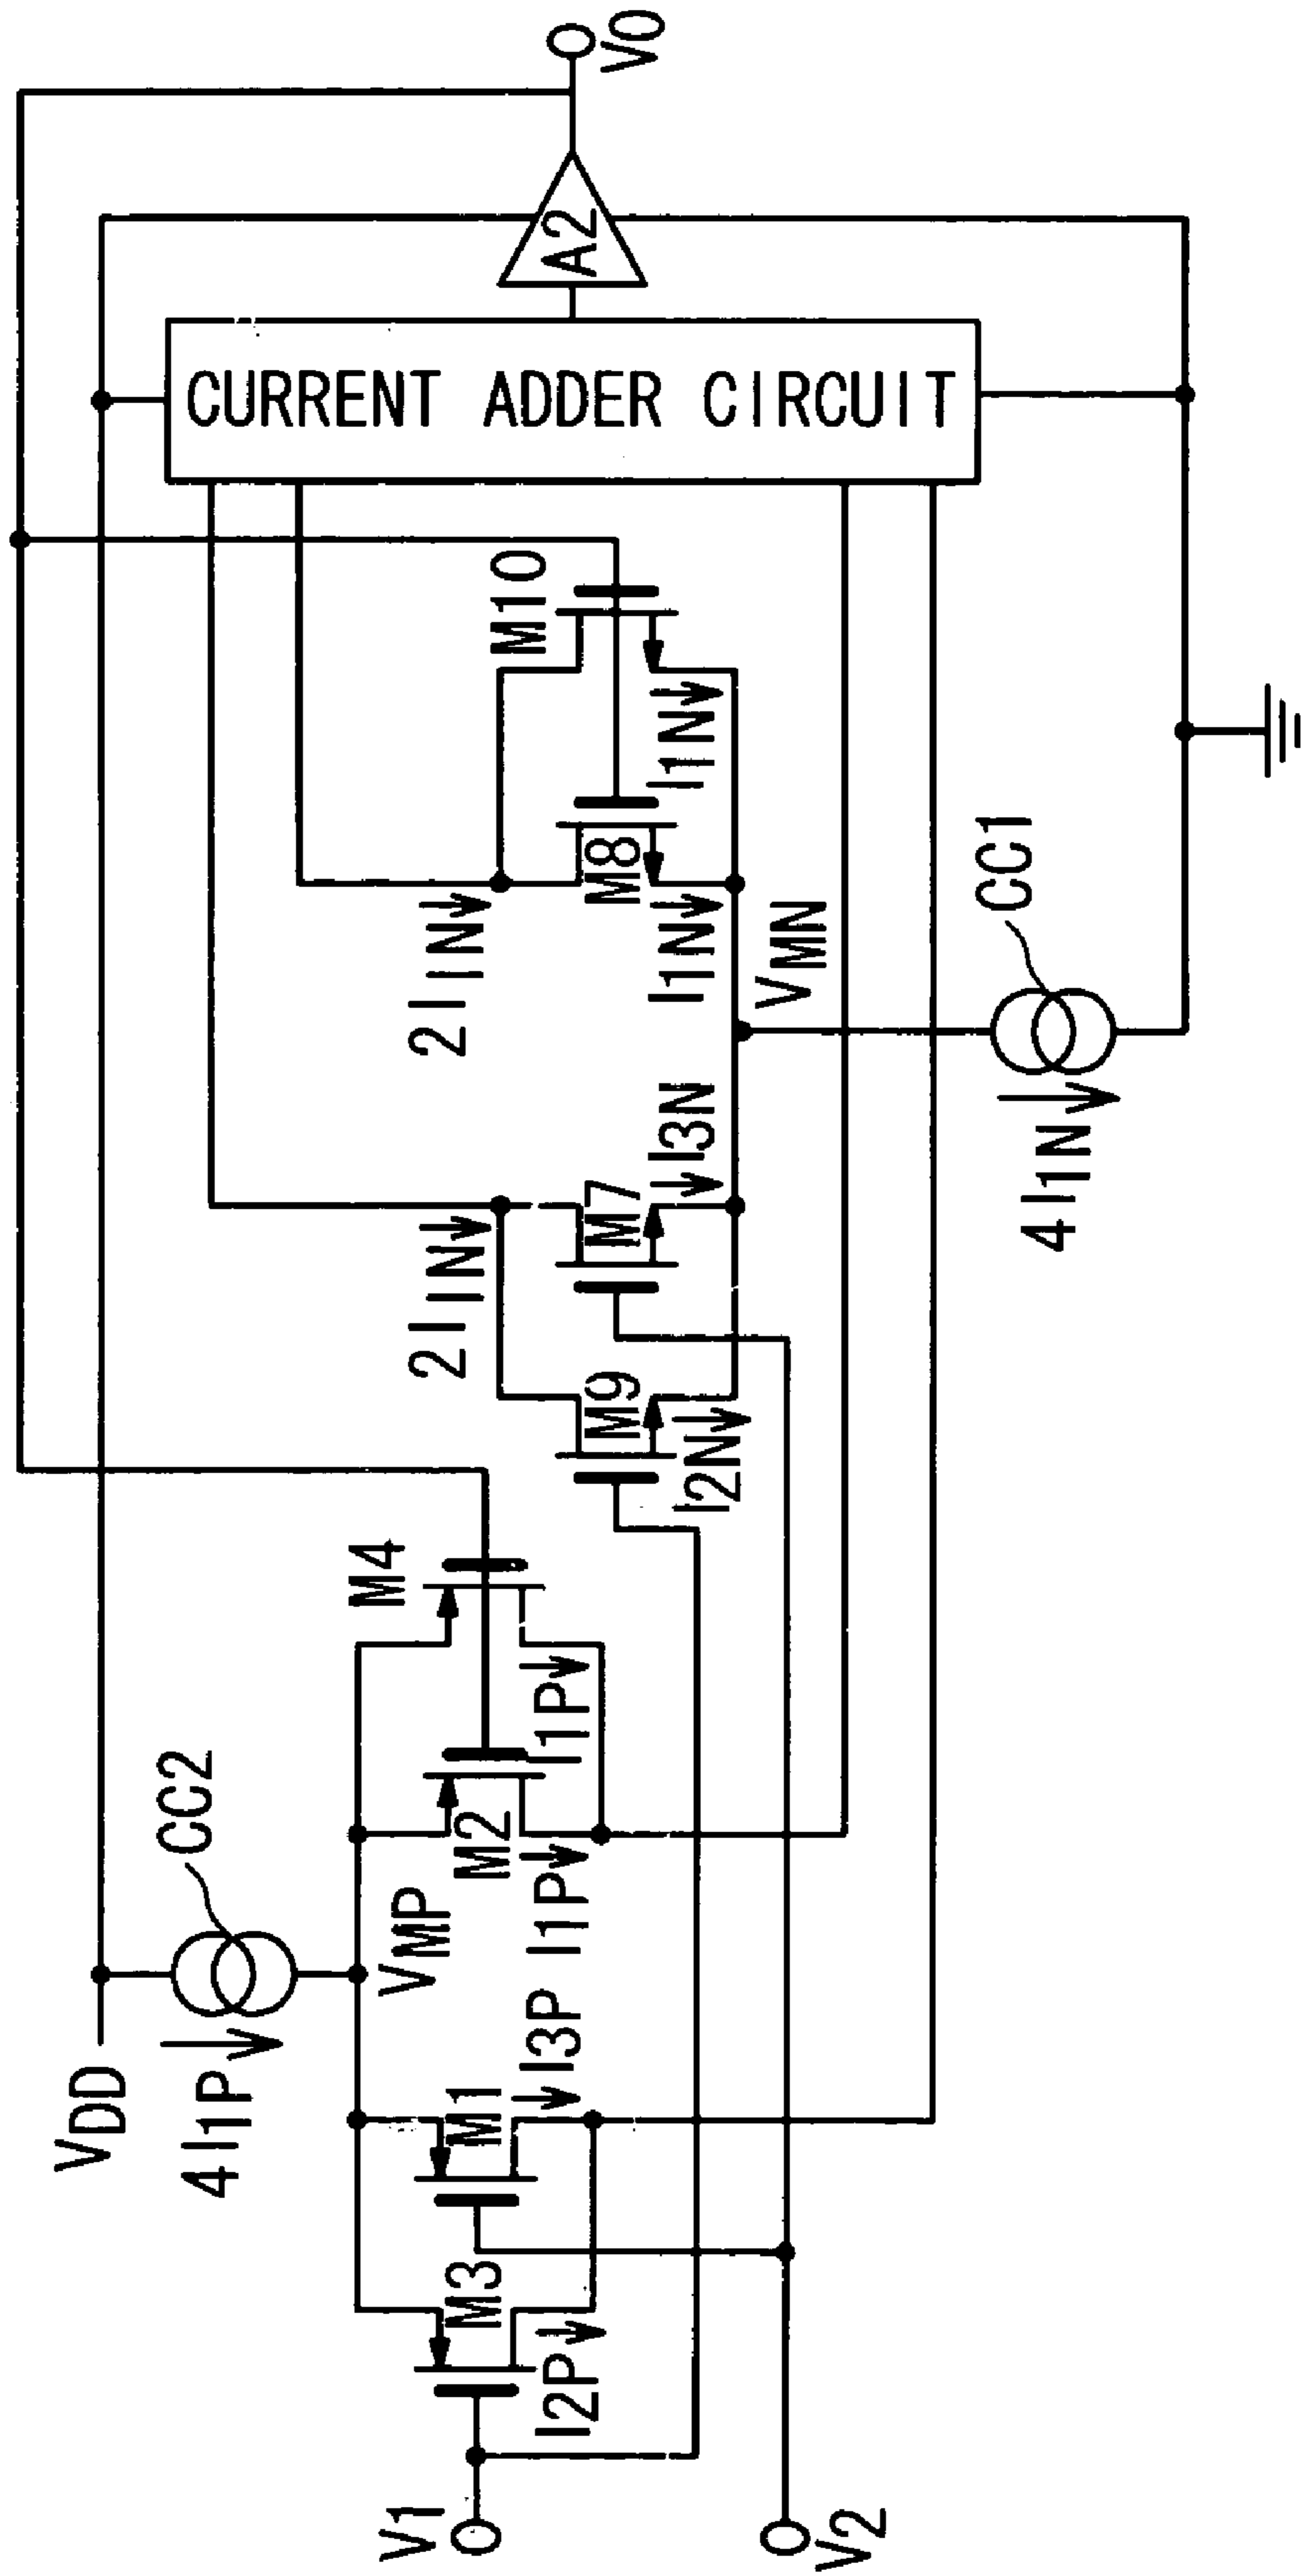 V1
V2
M3
I2P
M1
I3P
VDD
4I1P
CC2
VMP
M2
I1P
M4
I1P
M9
I2N
M7
I3N
2I1N
2I1N
M8
I1N
M10
I1N
VMN
4I1N
CC1
CURRENT ADDER CIRCUIT
A2
VO